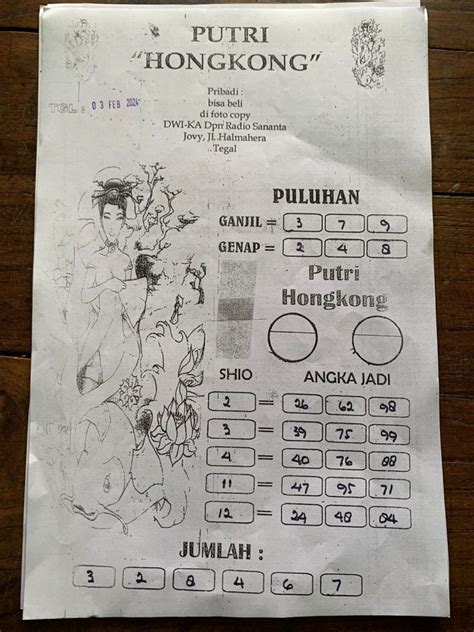 PUTRI
"HONGKONG"
TGL : 03 FEB 2024
Pribadi :
bisa beli
di foto copy
DWI-KA Dpn Radio Sananta
Jovy, Jl. Halmahera
Tegal
PULUHAN
GANJIL = 3 7 9
GENAP = 2 4 8
Putri
Hongkong
SHIO ANGKA JADI
2 = 26 62 98
3 = 39 75 99
4 = 40 76 88
11 = 47 95 71
12 = 24 48 84
JUMLAH :
3 2 8 4 6 7